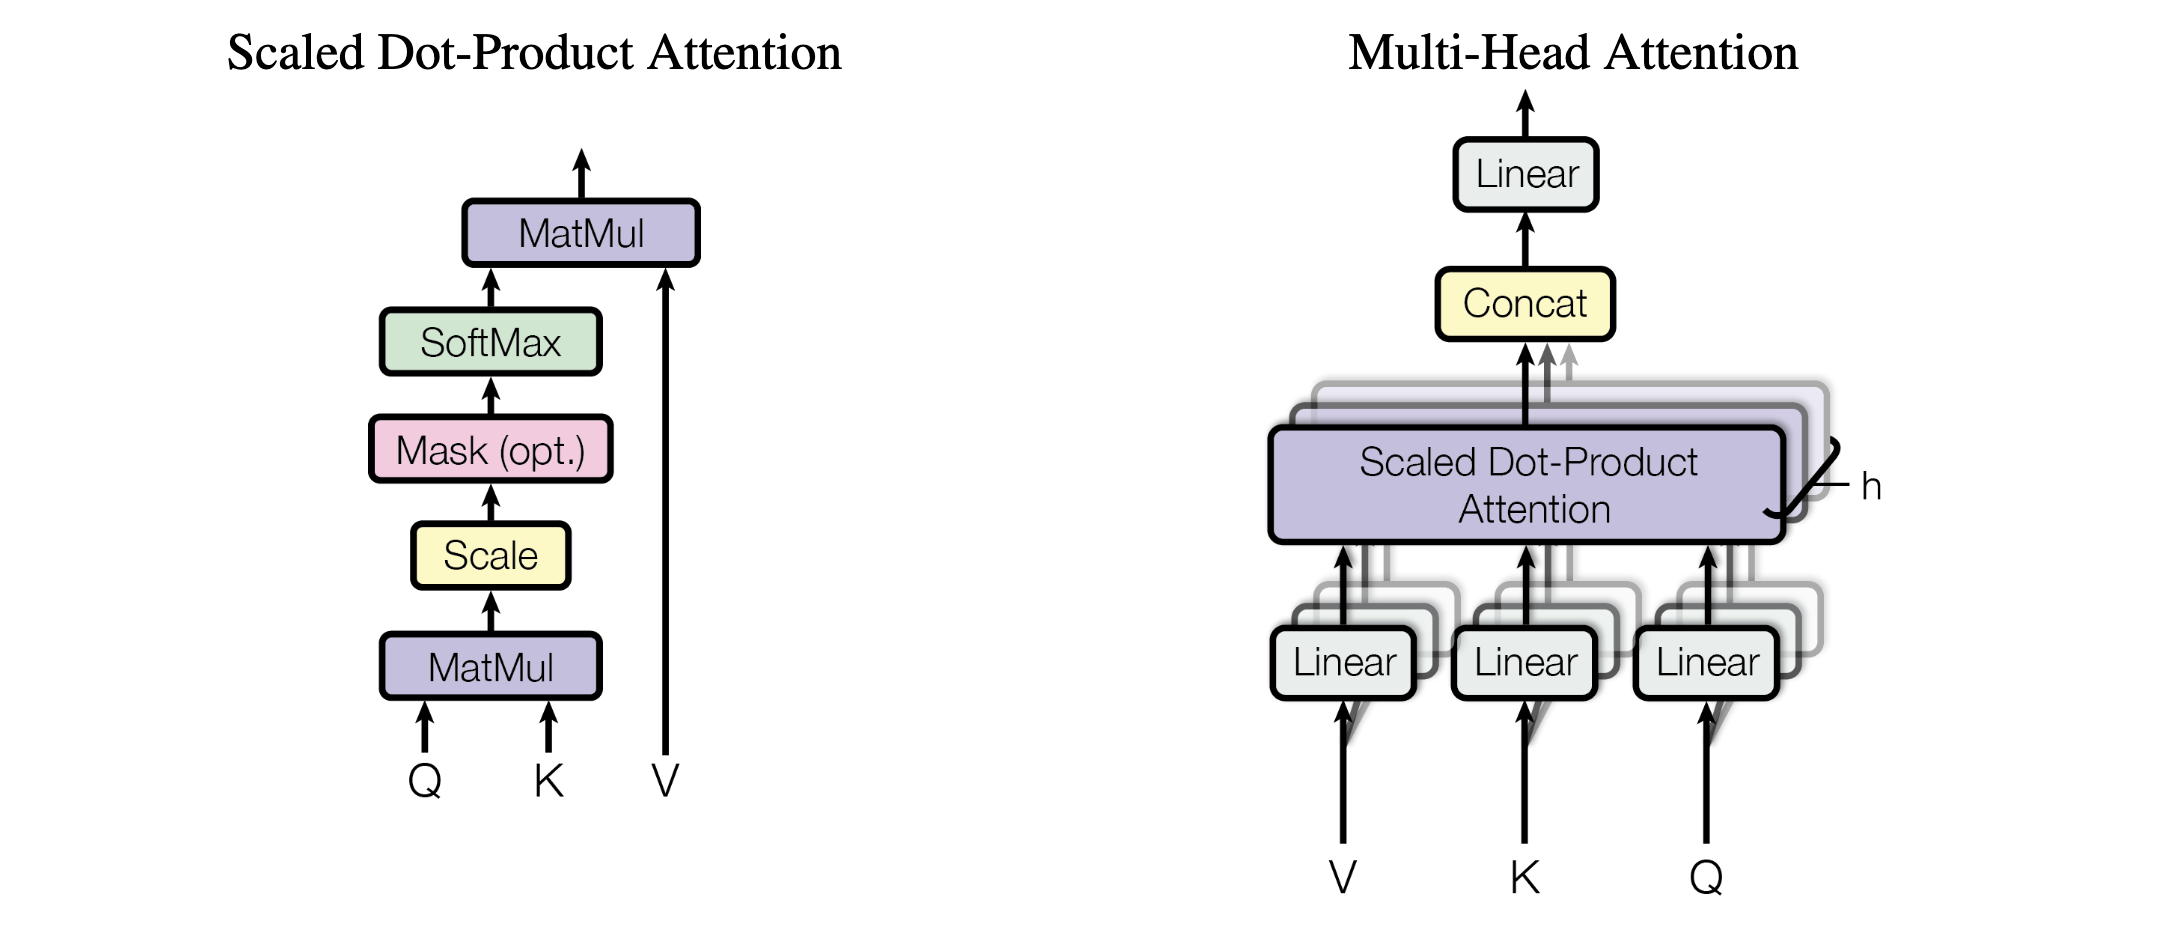 Scaled Dot-Product Attention
MatMul
SoftMax
Mask (opt.)
Scale
MatMul
Q K V
Multi-Head Attention
Linear
Concat
Scaled Dot-Product
Attention
h
Linear Linear Linear
V K Q